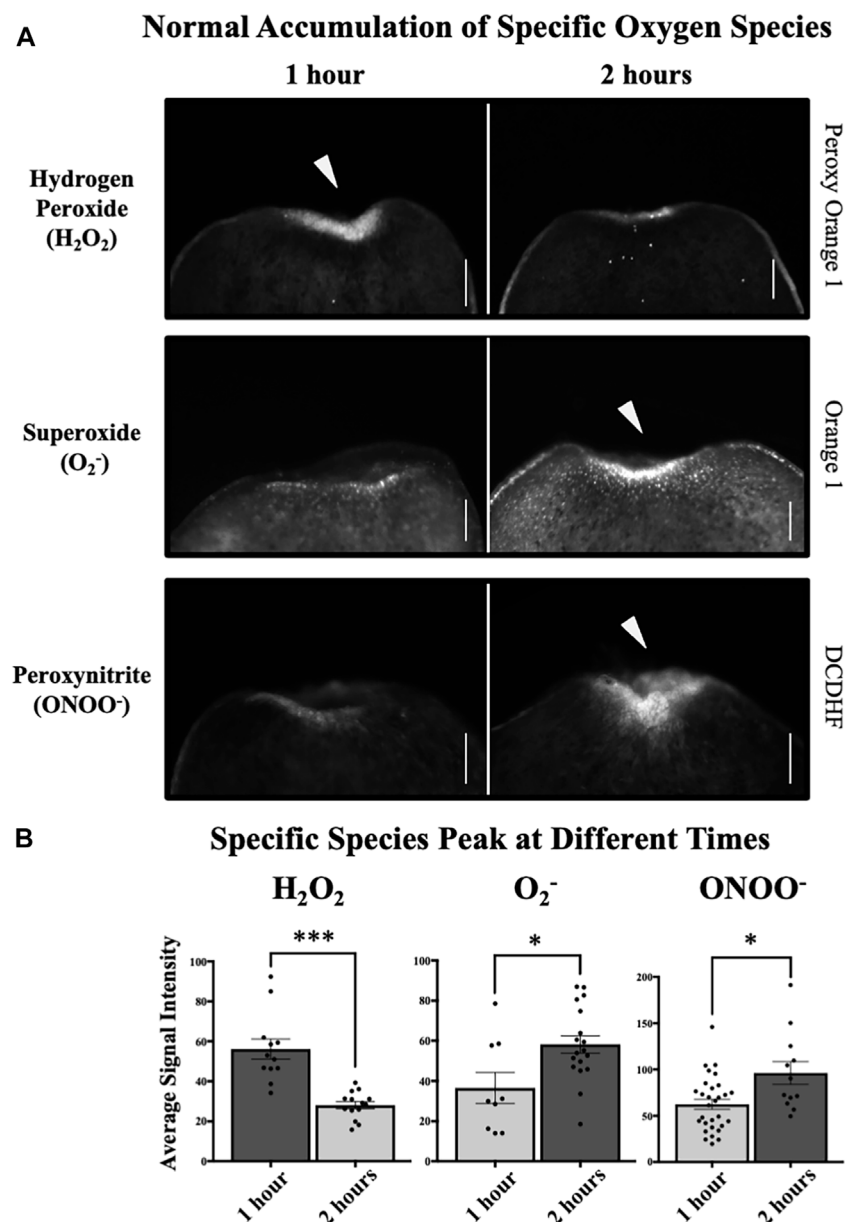 A
Normal Accumulation of Specific Oxygen Species
1 hour
2 hours
Hydrogen
Peroxide
(H₂O₂)
Peroxy Orange 1
Superoxide
(O₂⁻)
Orange 1
Peroxynitrite
(ONOO⁻)
DCDHF
B
Specific Species Peak at Different Times
H₂O₂
O₂⁻
ONOO⁻
Average Signal Intensity
***
100
80
60
40
20
0
1 hour
2 hours
*
100
80
60
40
20
0
1 hour
2 hours
*
200
150
100
50
0
1 hour
2 hours